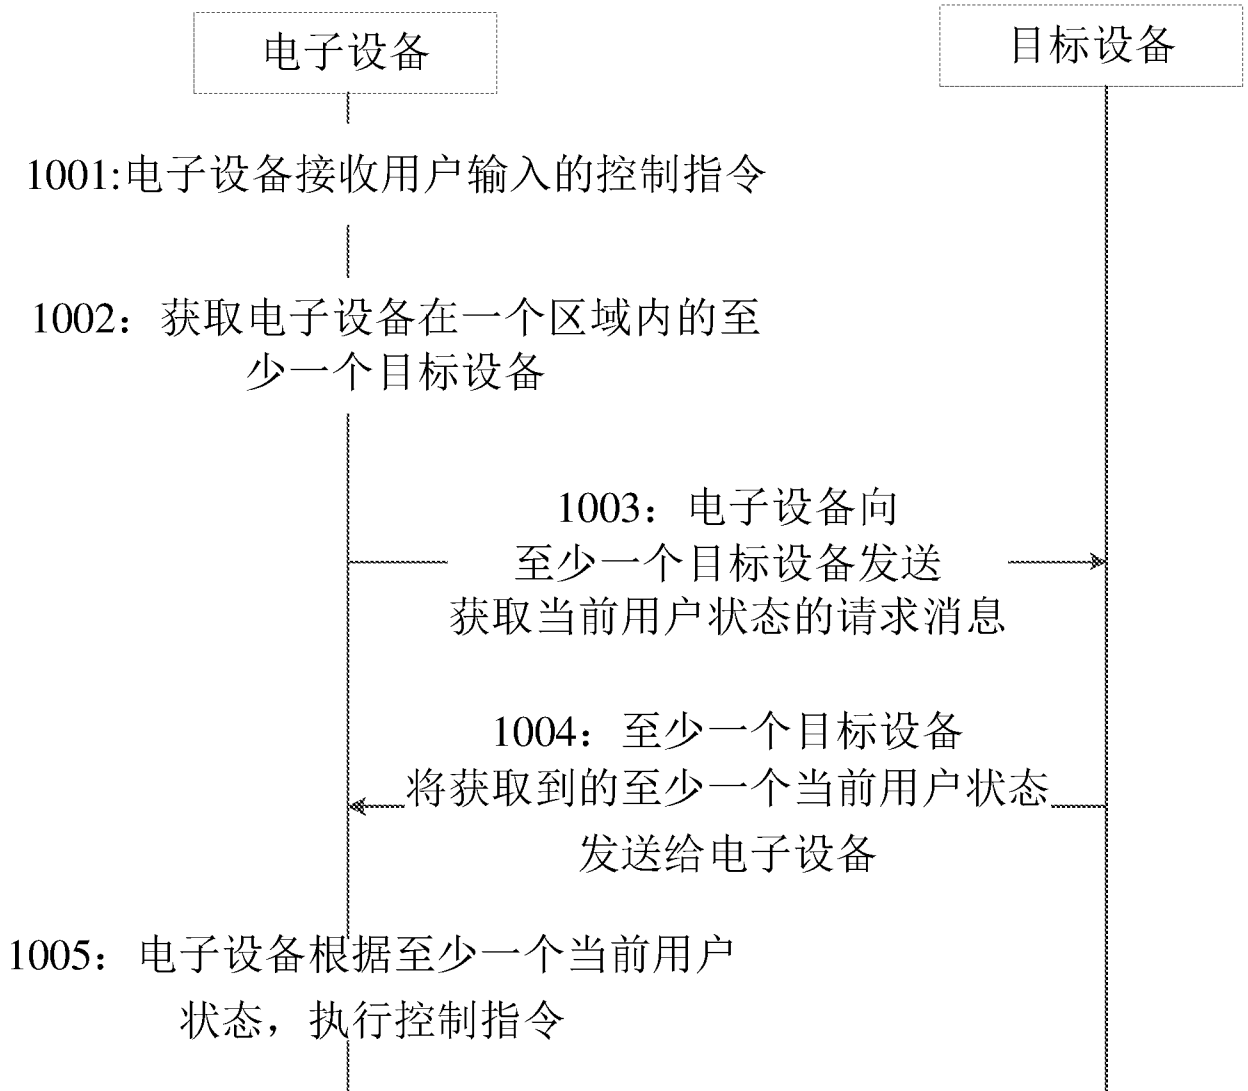 电子设备
目标设备
1001:电子设备接收用户输入的控制指令
1002：获取电子设备在一个区域内的至
少一个目标设备
1003：电子设备向
至少一个目标设备发送
获取当前用户状态的请求消息
1004：至少一个目标设备
将获取到的至少一个当前用户状态
发送给电子设备
1005：电子设备根据至少一个当前用户
状态，执行控制指令